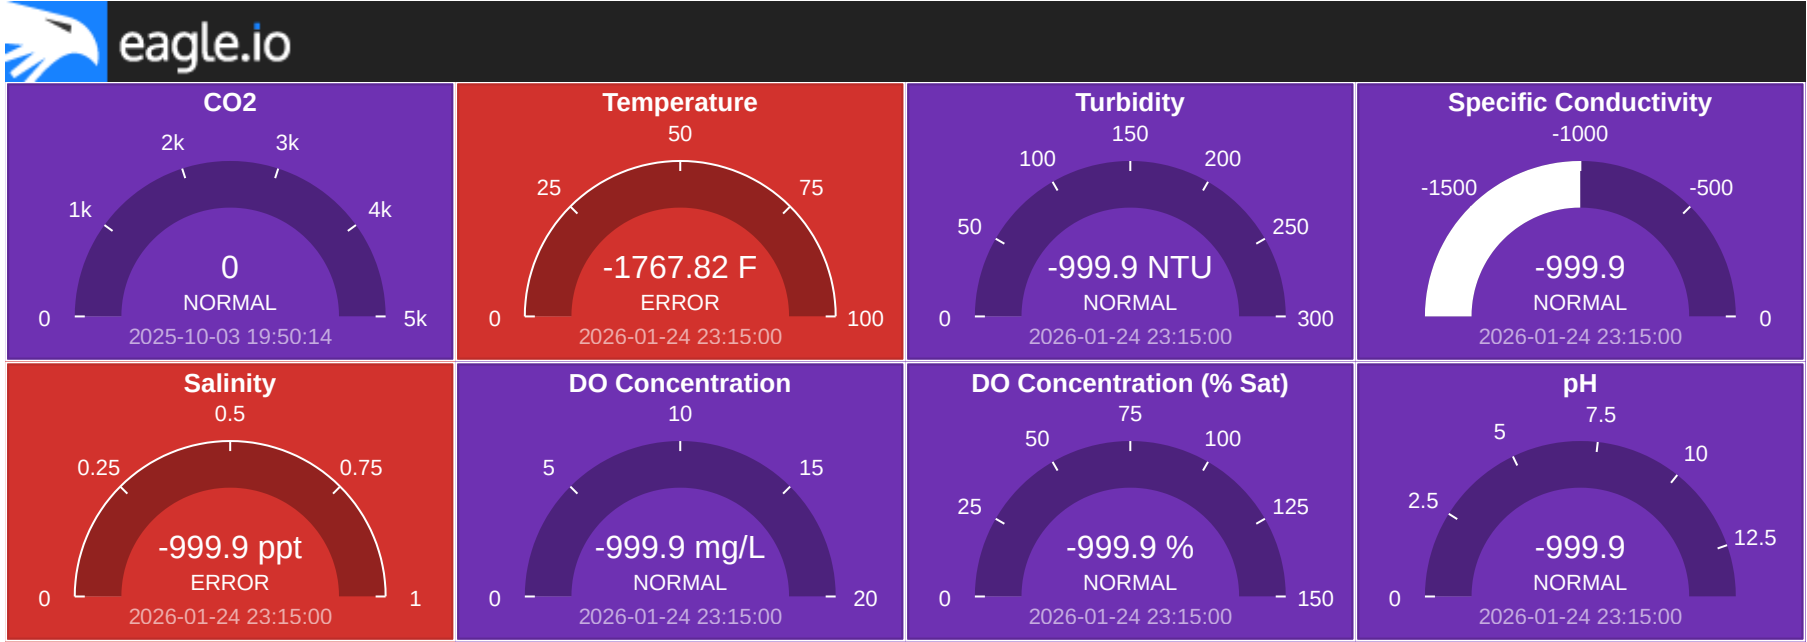 eagle.io
CO2
2k
3k
1k
4k
0
NORMAL
0
5k
2025-10-03 19:50:14
Temperature
50
25
75
-1767.82 F
ERROR
0
100
2026-01-24 23:15:00
Turbidity
150
100
200
50
250
-999.9 NTU
NORMAL
0
300
2026-01-24 23:15:00
Specific Conductivity
-1000
-1500
-500
-999.9
NORMAL
0
2026-01-24 23:15:00
Salinity
0.5
0.25
0.75
-999.9 ppt
ERROR
0
1
2026-01-24 23:15:00
DO Concentration
10
5
15
-999.9 mg/L
NORMAL
0
20
2026-01-24 23:15:00
DO Concentration (% Sat)
75
50
100
25
125
-999.9 %
NORMAL
0
150
2026-01-24 23:15:00
pH
7.5
5
10
2.5
12.5
-999.9
NORMAL
0
2026-01-24 23:15:00